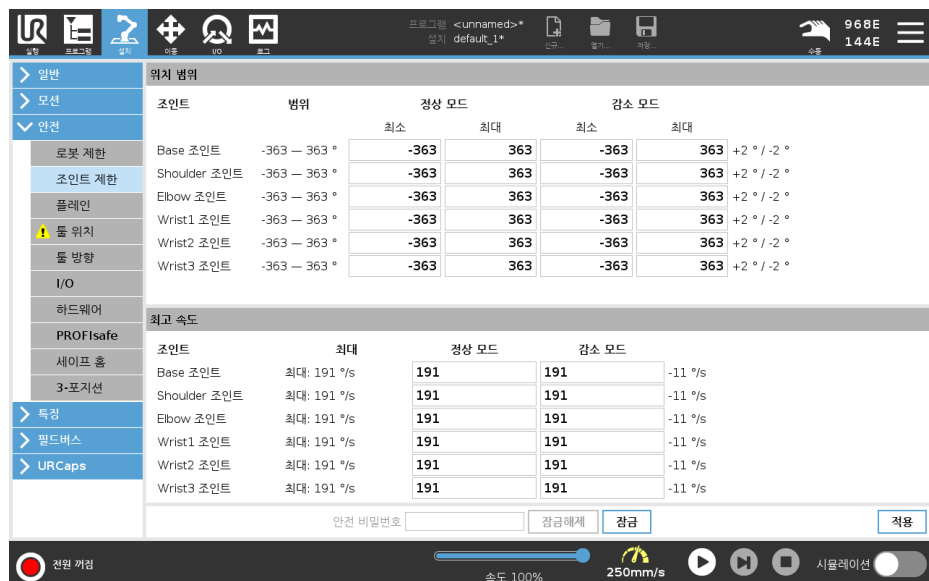 프로그램 <unnamed>* 968E
설치 default_1* 144E
실행 프로그램 설치 이동 I/O 로그 신규... 열기... 저장... 수동
일반
모션
안전
로봇 제한
조인트 제한
플레인
툴 위치
툴 방향
I/O
하드웨어
PROFIsafe
세이프 홈
3-포지션
특징
필드버스
URCaps
위치 범위
조인트 범위 정상 모드 감소 모드
최소 최대 최소 최대
Base 조인트 -363 — 363 ° -363 363 -363 363 +2 ° / -2 °
Shoulder 조인트 -363 — 363 ° -363 363 -363 363 +2 ° / -2 °
Elbow 조인트 -363 — 363 ° -363 363 -363 363 +2 ° / -2 °
Wrist1 조인트 -363 — 363 ° -363 363 -363 363 +2 ° / -2 °
Wrist2 조인트 -363 — 363 ° -363 363 -363 363 +2 ° / -2 °
Wrist3 조인트 -363 — 363 ° -363 363 -363 363 +2 ° / -2 °
최고 속도
조인트 최대 정상 모드 감소 모드
Base 조인트 최대: 191 °/s 191 191 -11 °/s
Shoulder 조인트 최대: 191 °/s 191 191 -11 °/s
Elbow 조인트 최대: 191 °/s 191 191 -11 °/s
Wrist1 조인트 최대: 191 °/s 191 191 -11 °/s
Wrist2 조인트 최대: 191 °/s 191 191 -11 °/s
Wrist3 조인트 최대: 191 °/s 191 191 -11 °/s
안전 비밀번호 잠금해제 잠금 적용
전원 꺼짐 속도 100% 250mm/s 시뮬레이션